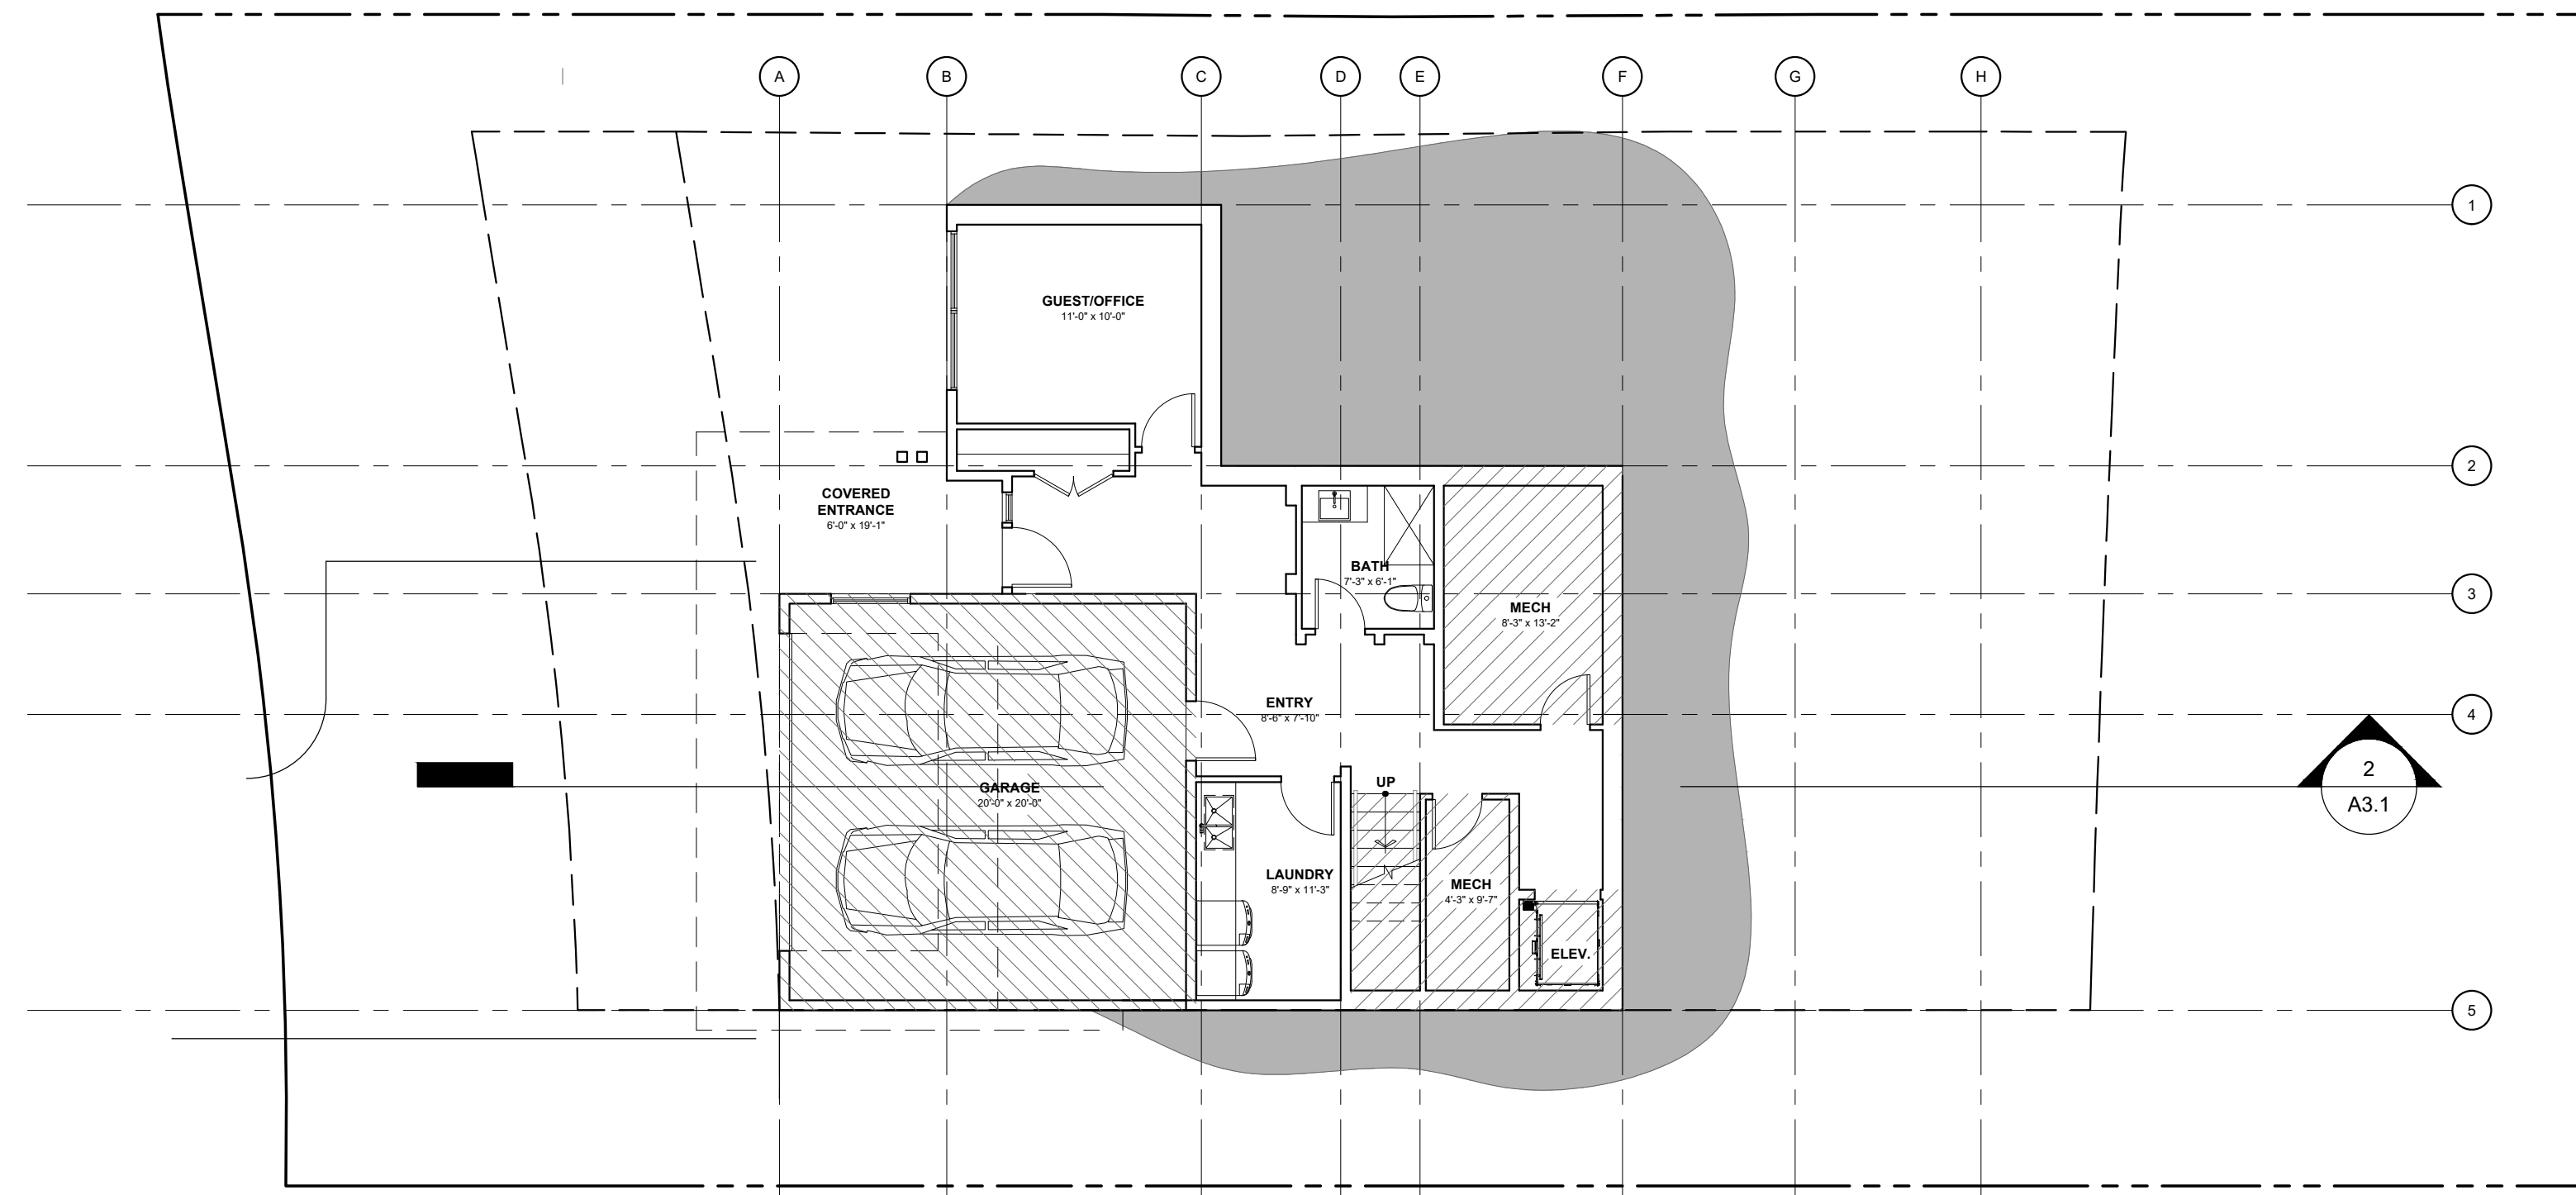 A B C D E F G H
1
GUEST/OFFICE
11'-0" x 10'-0"
2
COVERED
ENTRANCE
6'-0" x 19'-1"
BATH
7'-3" x 6'-1"
3
MECH
8'-3" x 13'-2"
ENTRY
8'-6" x 7'-10"
4
2
A3.1
UP
GARAGE
20'-0" x 20'-0"
LAUNDRY
8'-9" x 11'-3"
MECH
4'-3" x 9'-7"
ELEV.
5